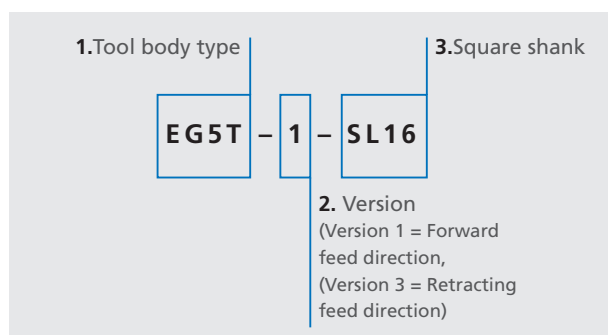 1.Tool body type
3.Square shank
EG5T – 1 – SL16
2. Version
(Version 1 = Forward
feed direction,
(Version 3 = Retracting
feed direction)